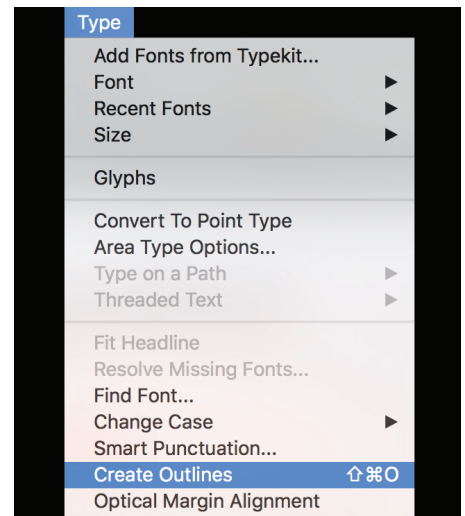 Type
Add Fonts from Typekit...
Font ▶
Recent Fonts ▶
Size ▶
Glyphs
Convert To Point Type
Area Type Options...
Type on a Path ▶
Threaded Text ▶
Fit Headline
Resolve Missing Fonts...
Find Font...
Change Case ▶
Smart Punctuation...
Create Outlines ⇧⌘O
Optical Margin Alignment